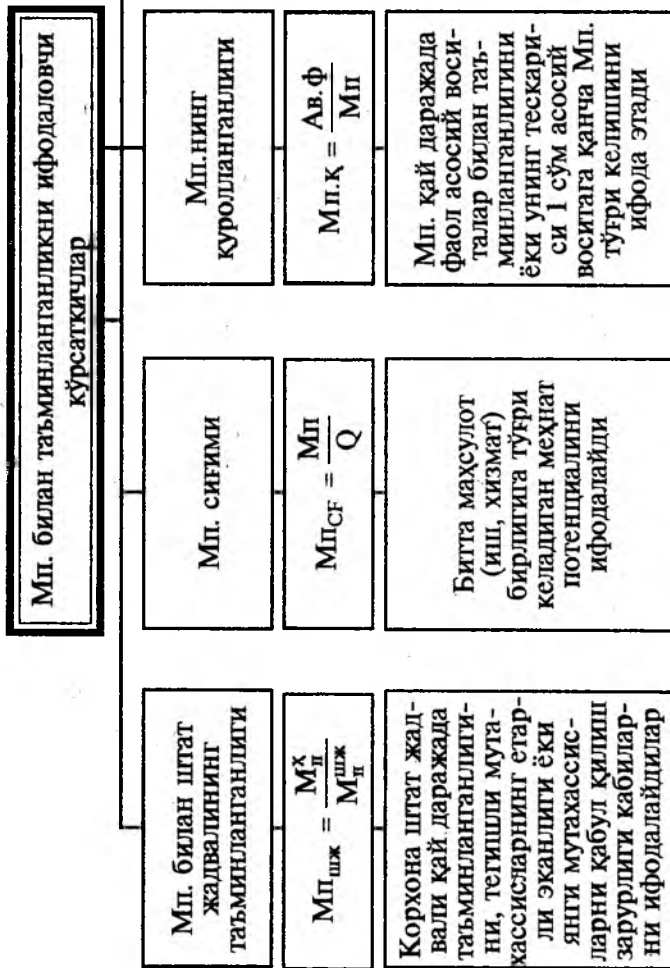 Мп. билан таъминланганликни ифодаловчи
кўрсаткичлар
Мп. билан штат
жадвалининг
таъминланганлиги
Мп_шж = М_п^х / М_п^шж
Корхона штат жад-
вали қай даражада
таъминланганлиги-
ни, тегишли мута-
хассисларнинг етар-
ли эканлиги ёки
янги мутахассис-
ларни қабул қилиш
зарурлиги кабилар-
ни ифодалайдилар
Мп. сиғими
Мп_CF = Мп / Q
Битта маҳсулот
(иш, хизмат)
бирлигига тўғри
келадиган меҳнат
потенциалини
ифодалайди
Мп.нинг
қуролланганлиги
Мп.Қ = Ав.ф / Мп
Мп. қай даражада
фаол асосий воси-
талар билан таъ-
минланганлигини
ёки унинг тескари-
си 1 сўм асосий
воситага қанча Мп.
тўғри келишини
ифода этади